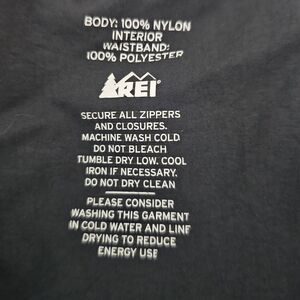 BODY: 100% NYLON
INTERIOR
WAISTBAND:
100% POLYESTER
REI
SECURE ALL ZIPPERS
AND CLOSURES.
MACHINE WASH COLD
DO NOT BLEACH
TUMBLE DRY LOW. COOL
IRON IF NECESSARY.
DO NOT DRY CLEAN
PLEASE CONSIDER
WASHING THIS GARMENT
IN COLD WATER AND LINE
DRYING TO REDUCE
ENERGY USE